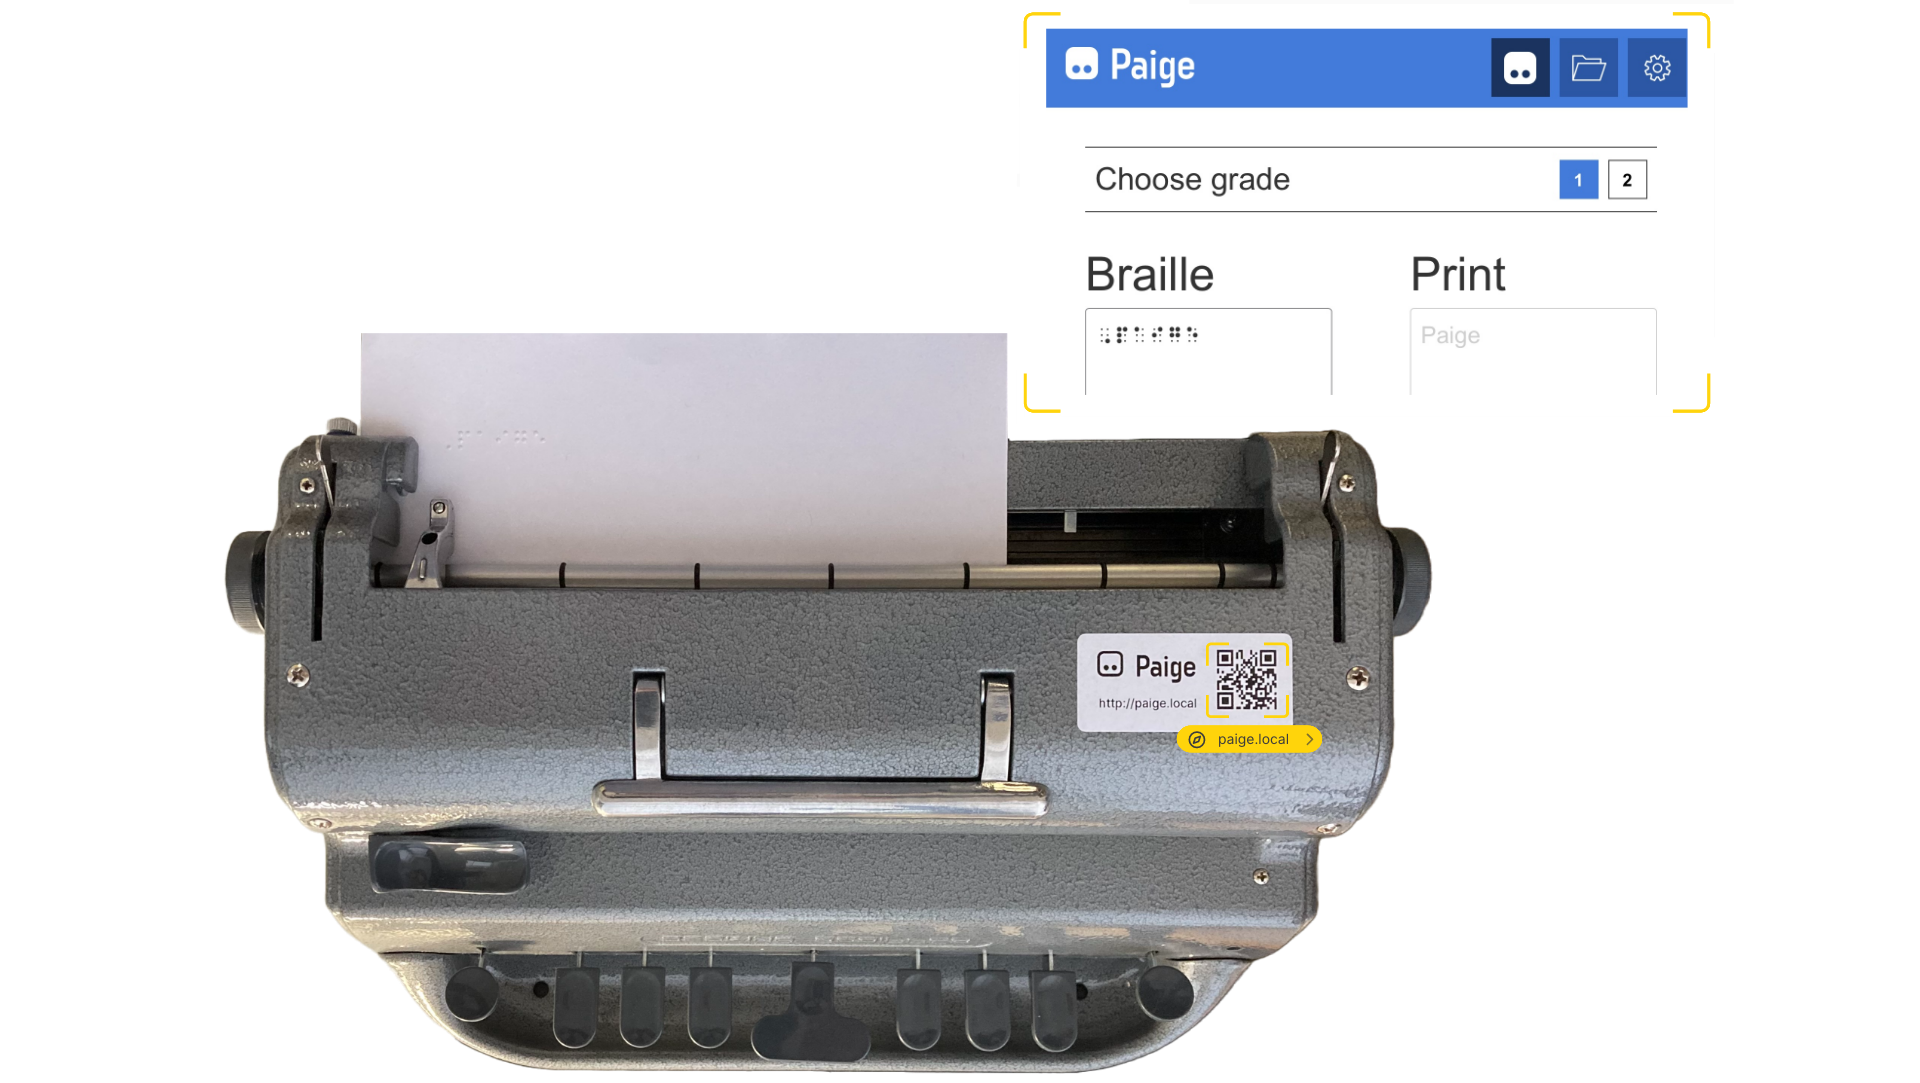 Paige
Choose grade
1
2
Braille
Print
⠠⠏⠁⠊⠛⠑
Paige
⠠⠏⠁⠊⠛⠑
Paige
http://paige.local
paige.local